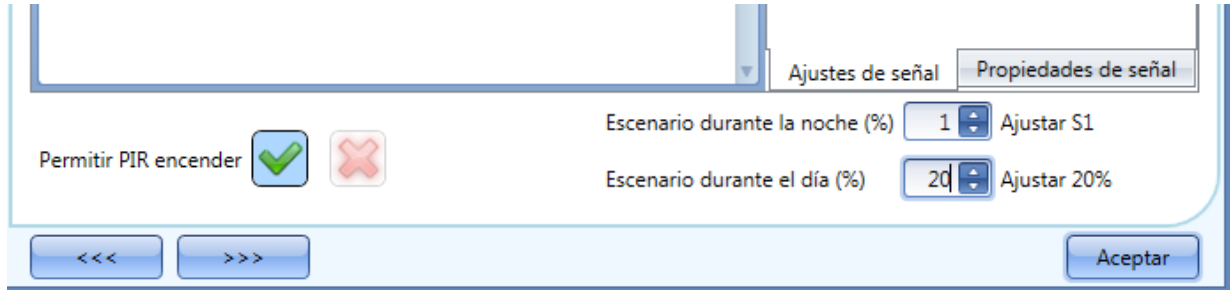 Ajustes de señal Propiedades de señal
Escenario durante la noche (%) 1 Ajustar S1
Permitir PIR encender
Escenario durante el día (%) 20 Ajustar 20%
<<< >>> Aceptar